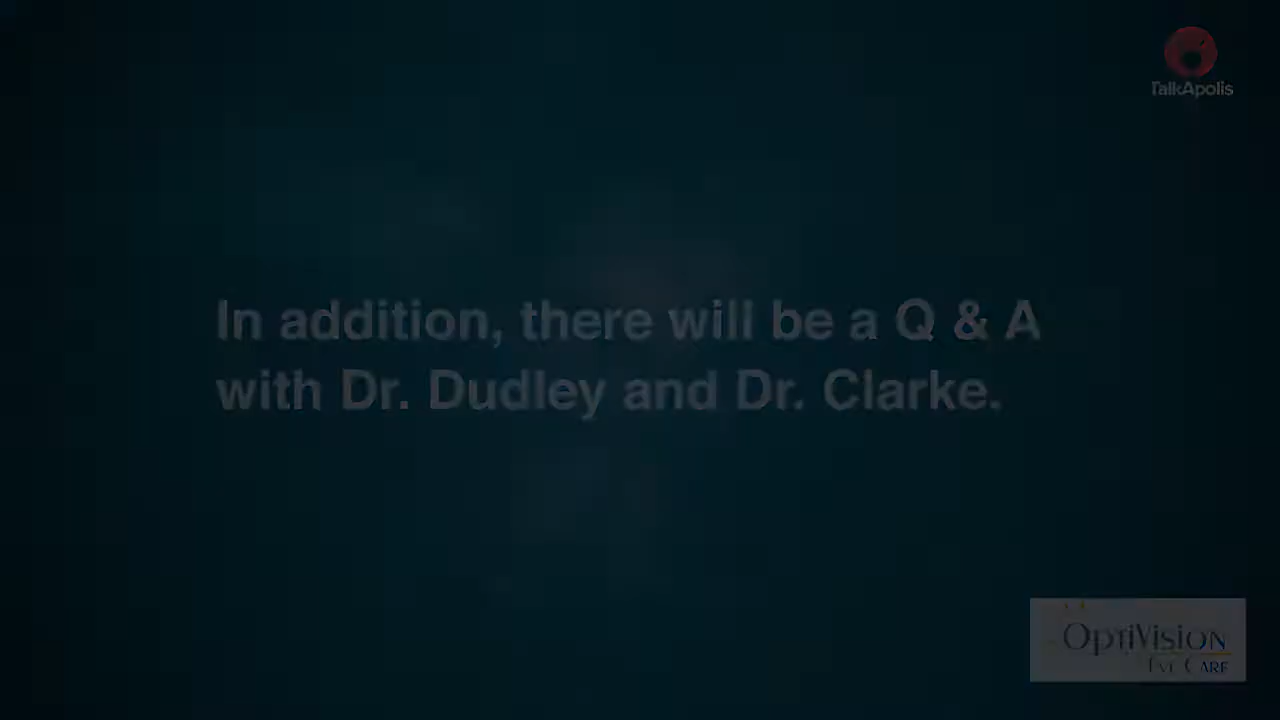 TalkApolis
In addition, there will be a Q & A
with Dr. Dudley and Dr. Clarke.
OptiVision
Eye Care